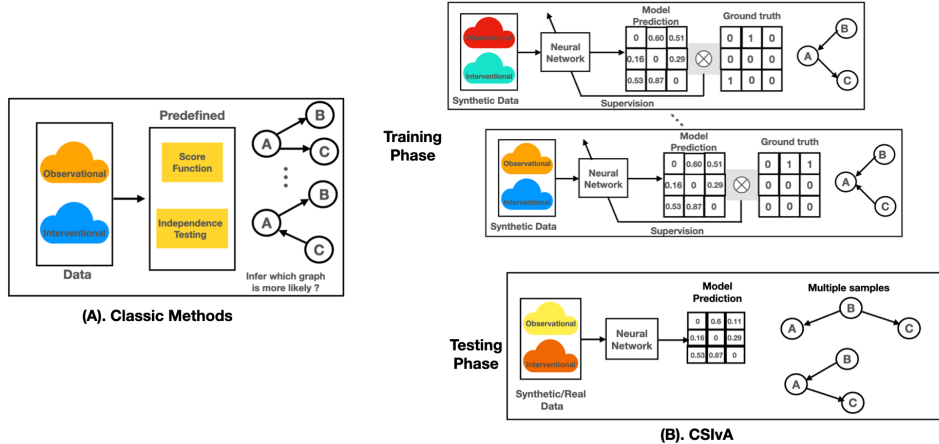 Predefined
Observational
Interventional
Data
Score
Function
Independence
Testing
A
B
C
A
B
C
Infer which graph
is more likely ?
(A). Classic Methods
Training
Phase
Observational
Interventional
Synthetic Data
Neural
Network
Model
Prediction
0 0.60 0.51
0.16 0 0.29
0.53 0.87 0
Supervision
Ground truth
0 1 0
0 0 0
1 0 0
B
A
C
Observational
Interventional
Synthetic Data
Neural
Network
Model
Prediction
0 0.60 0.51
0.16 0 0.29
0.53 0.87 0
Supervision
Ground truth
0 1 1
0 0 0
0 0 0
B
A
C
Testing
Phase
Observational
Interventional
Synthetic/Real
Data
Neural
Network
Model
Prediction
0 0.6 0.11
0.16 0 0.29
0.53 0.87 0
Multiple samples
B
A
C
B
A
C
(B). CSIvA